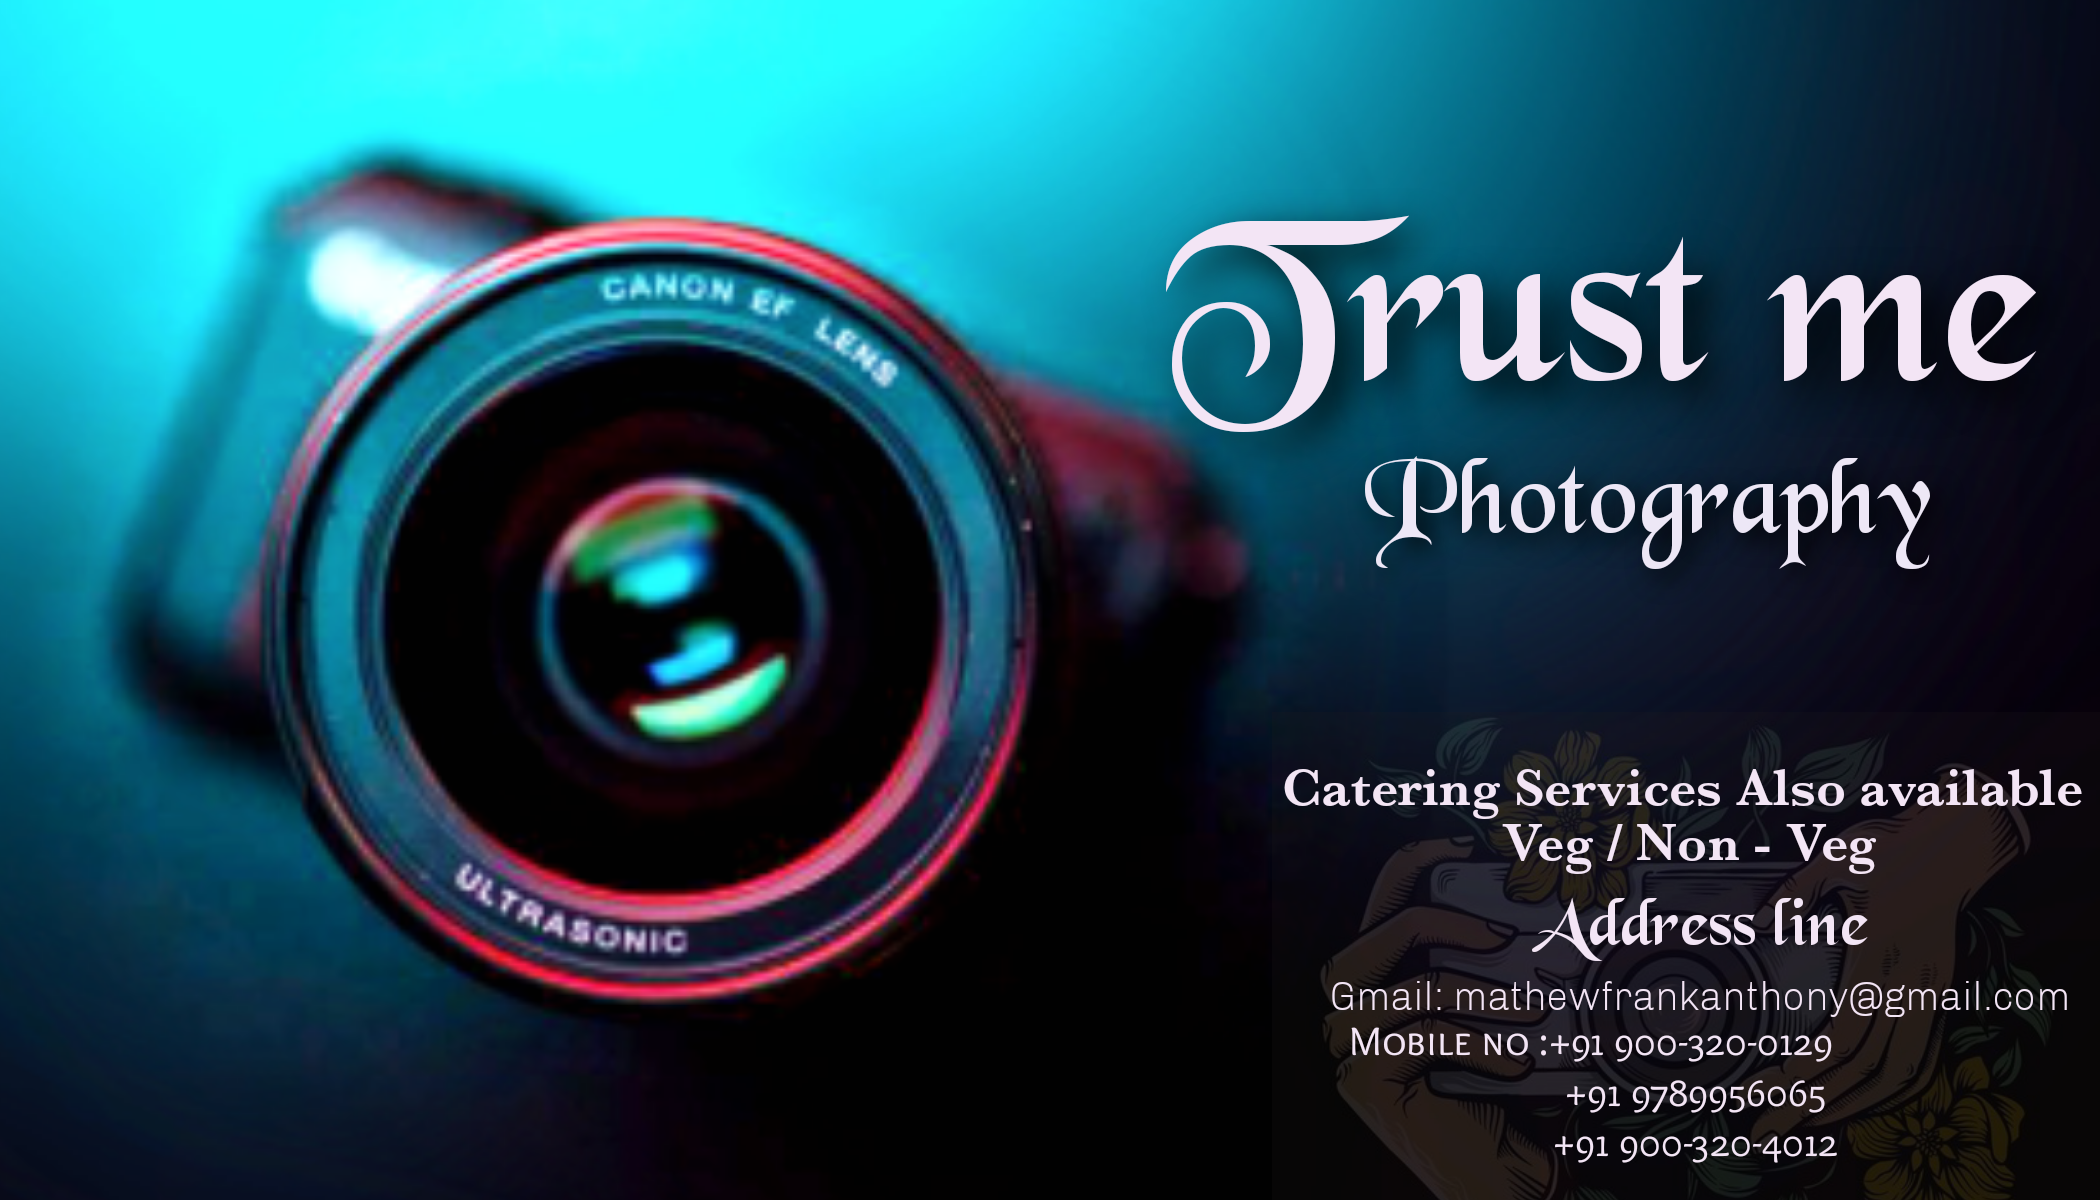 CANON EF LENS
ULTRASONIC
Trust me
Photography
Catering Services Also available
Veg / Non - Veg
Address line
Gmail: mathewfrankanthony@gmail.com
Mobile no :+91 900-320-0129
+91 9789956065
+91 900-320-4012